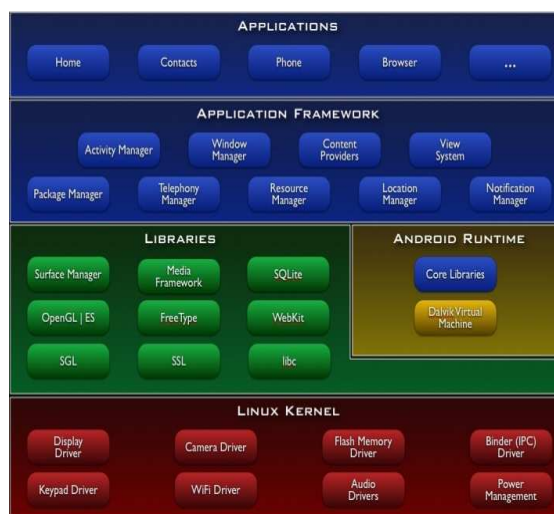 APPLICATIONS
Home
Contacts
Phone
Browser
...
APPLICATION FRAMEWORK
Activity Manager
Window
Manager
Content
Providers
View
System
Package Manager
Telephony
Manager
Resource
Manager
Location
Manager
Notification
Manager
LIBRARIES
Surface Manager
Media
Framework
SQLite
OpenGL | ES
FreeType
WebKit
SGL
SSL
libc
ANDROID RUNTIME
Core Libraries
Dalvik Virtual
Machine
LINUX KERNEL
Display
Driver
Camera Driver
Flash Memory
Driver
Binder (IPC)
Driver
Keypad Driver
WiFi Driver
Audio
Drivers
Power
Management